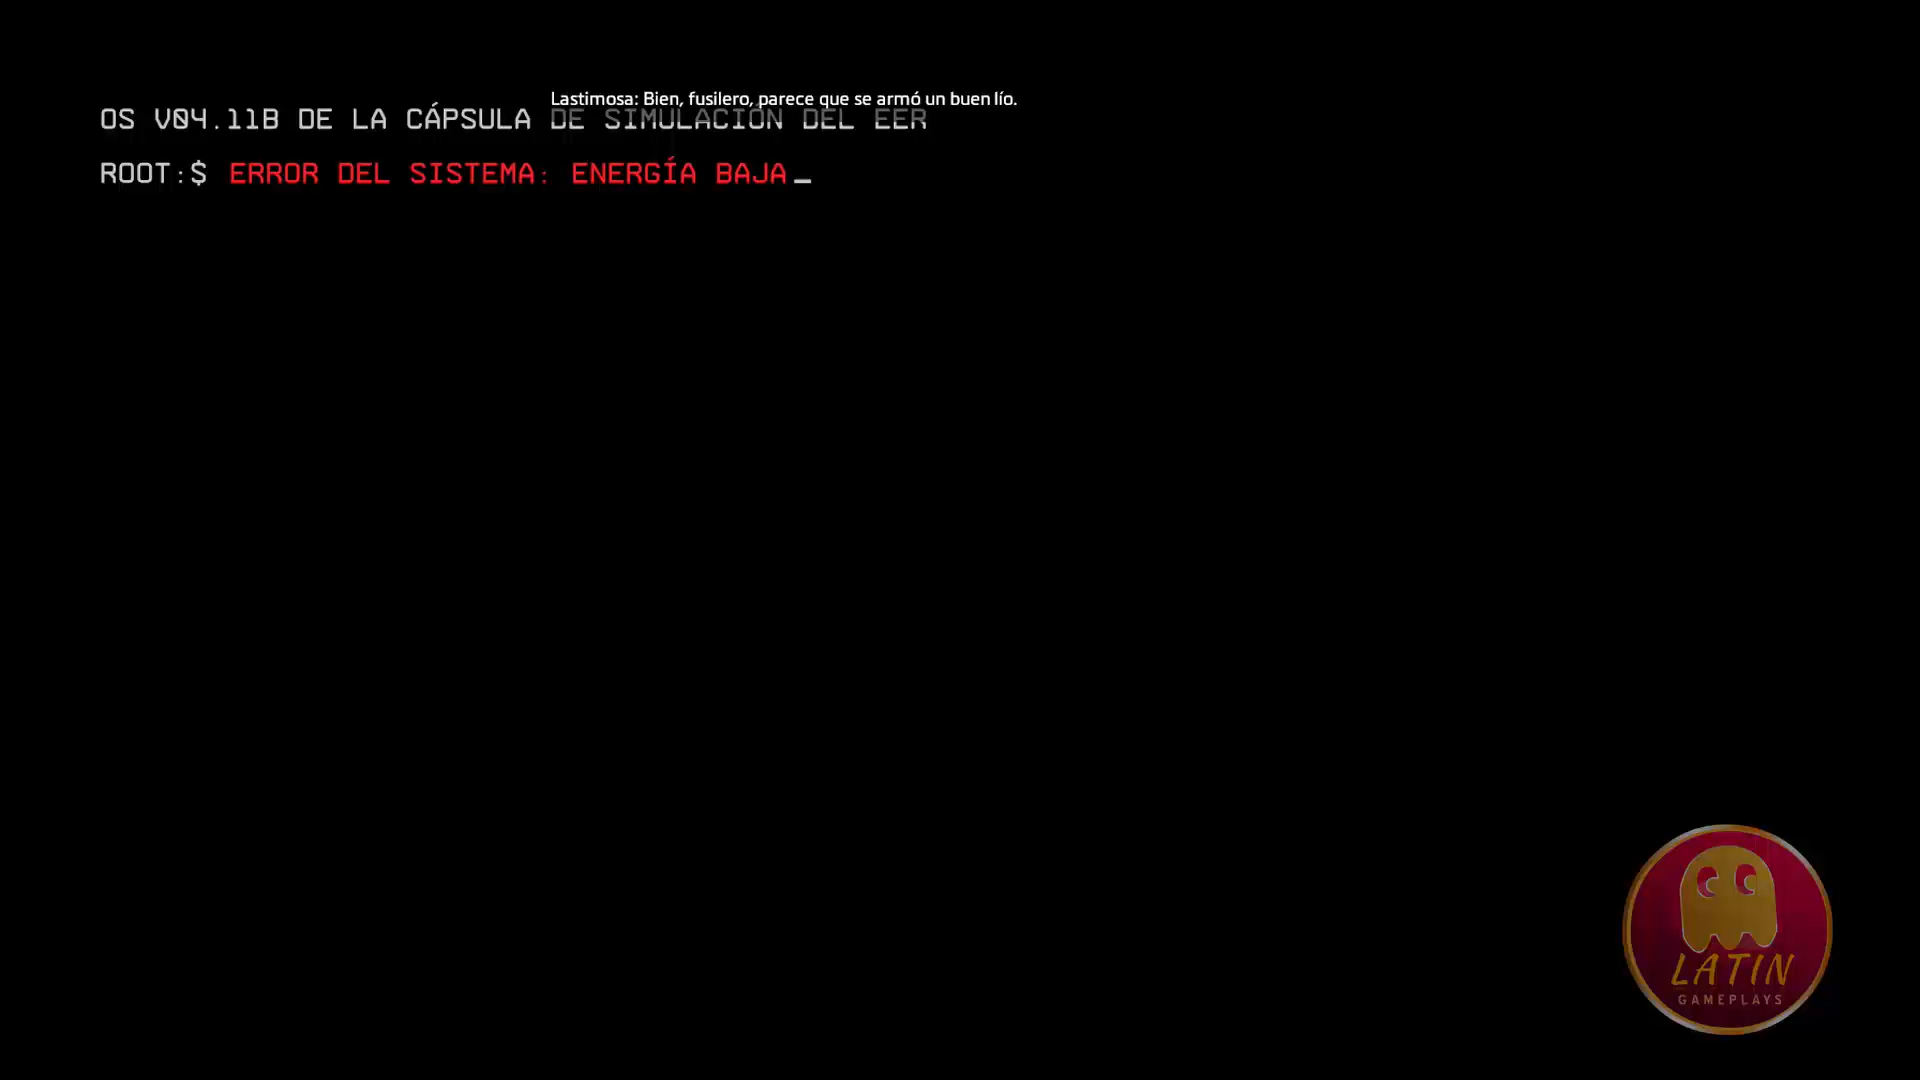 Lastimosa: Bien, fusilero, parece que se armó un buen lío.
OS V04.11B DE LA CÁPSULA DE SIMULACIÓN DEL EER
ROOT:$ ERROR DEL SISTEMA: ENERGÍA BAJA_
LATIN
GAMEPLAYS